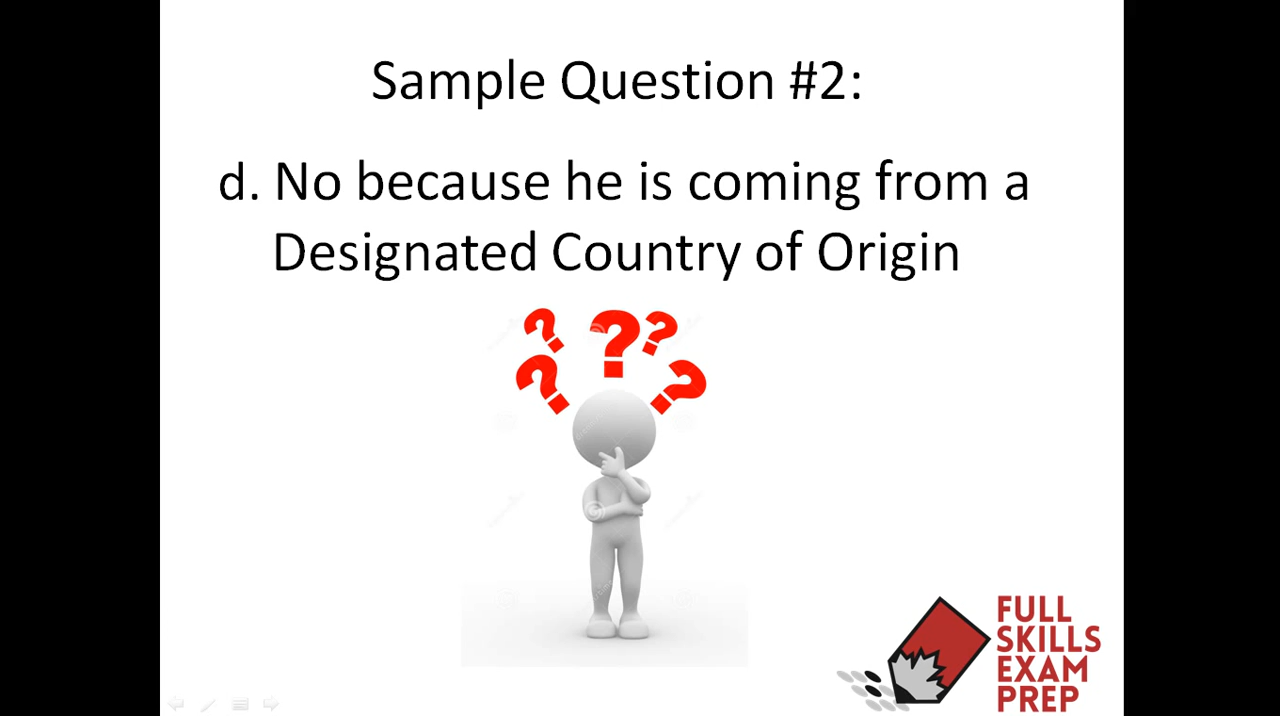 Sample Question #2:
d. No because he is coming from a
Designated Country of Origin
? ? ? ? ?
FULL
SKILLS
EXAM
PREP